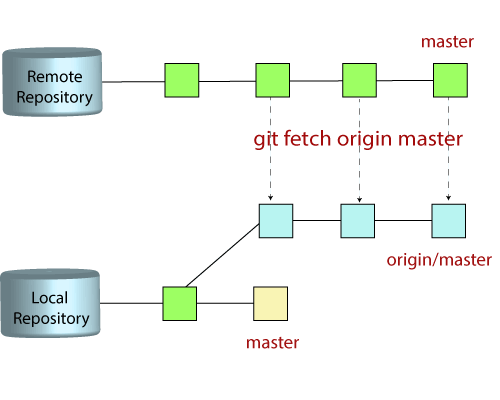 master
Remote
Repository
git fetch origin master
origin/master
Local
Repository
master